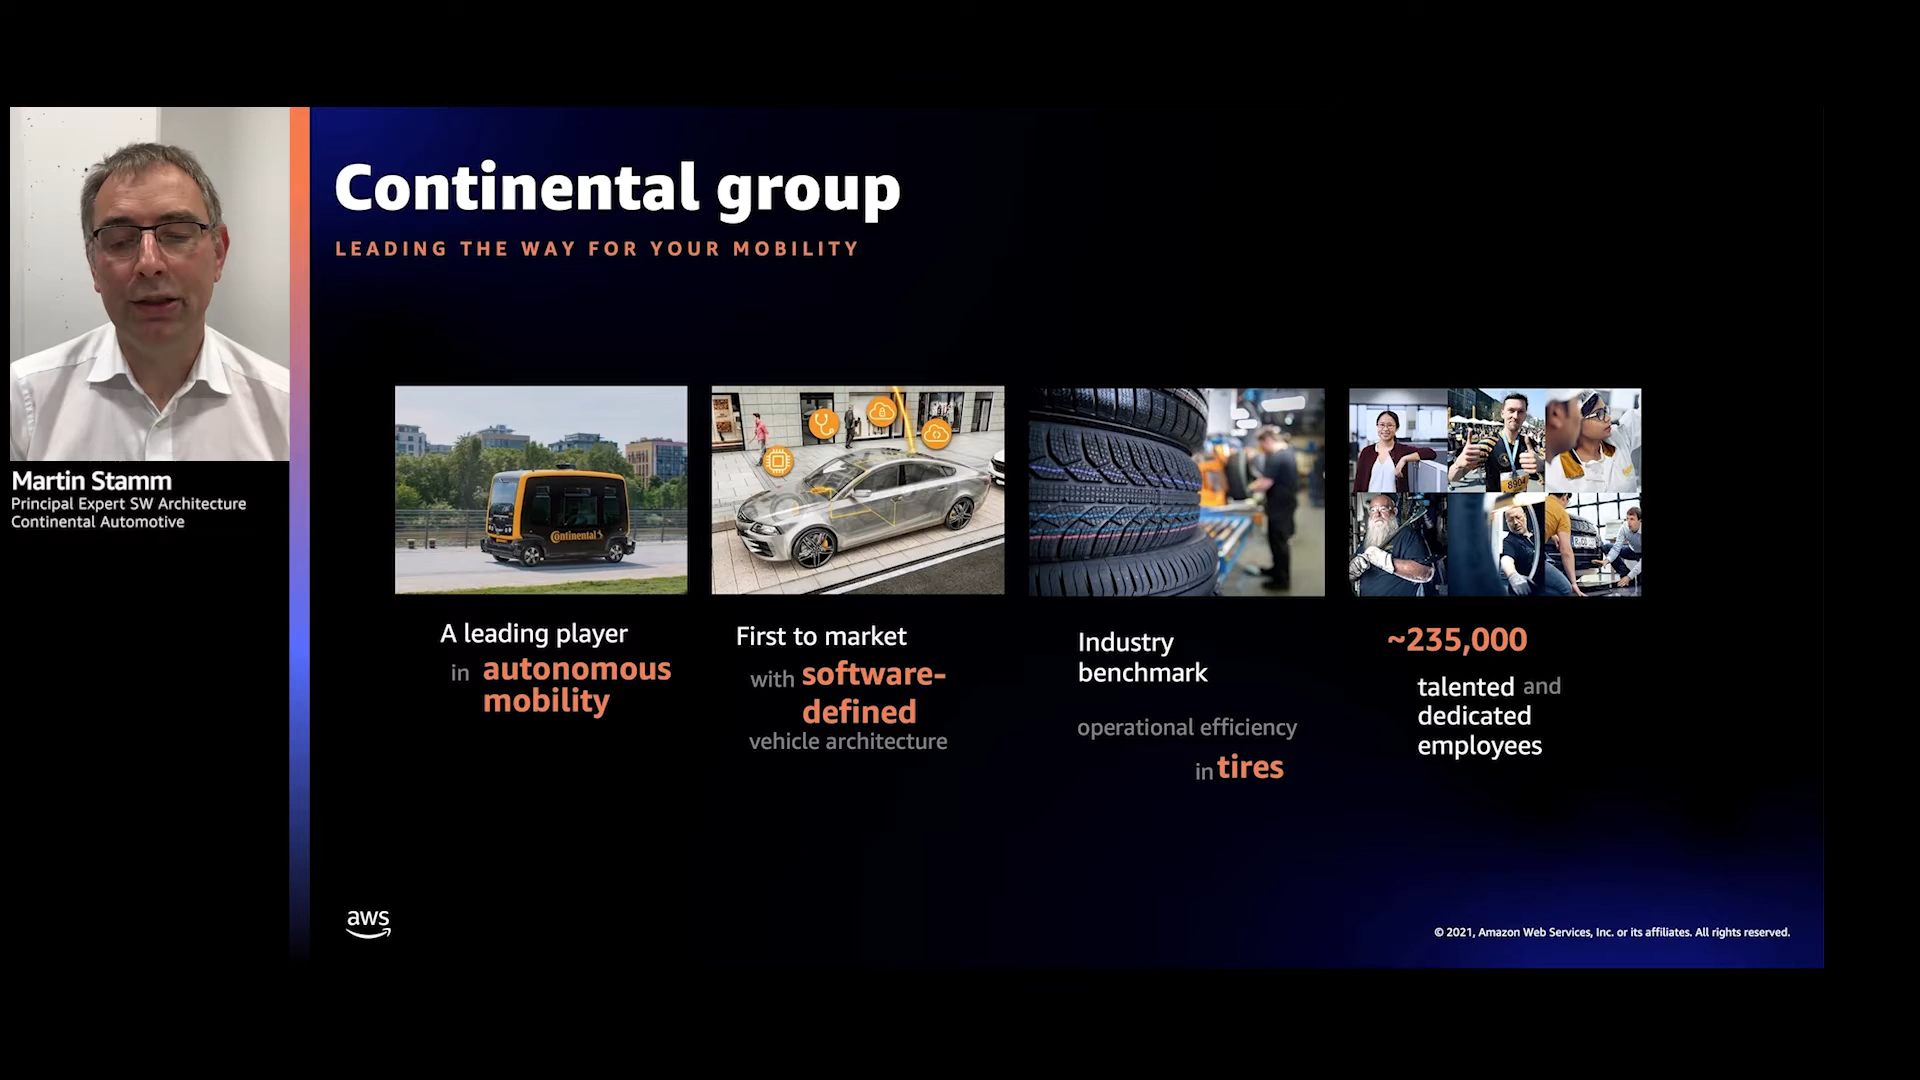 Continental group
LEADING THE WAY FOR YOUR MOBILITY
Martin Stamm
Principal Expert SW Architecture
Continental Automotive
Continental
8904
A leading player
in autonomous
mobility
First to market
with software-
defined
vehicle architecture
Industry
benchmark
operational efficiency
in tires
~235,000
talented and
dedicated
employees
aws
© 2021, Amazon Web Services, Inc. or its affiliates. All rights reserved.